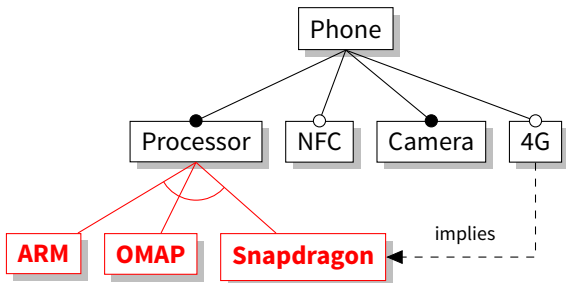 Phone
Processor
NFC
Camera
4G
implies
ARM
OMAP
Snapdragon